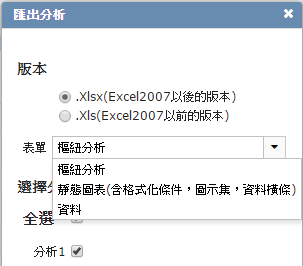 匯出分析
版本
.Xlsx(Excel2007以後的版本)
.Xls(Excel2007以前的版本)
表單 樞紐分析
樞紐分析
靜態圖表(含格式化條件，圖示集，資料橫條)
資料
選擇
全選
分析1